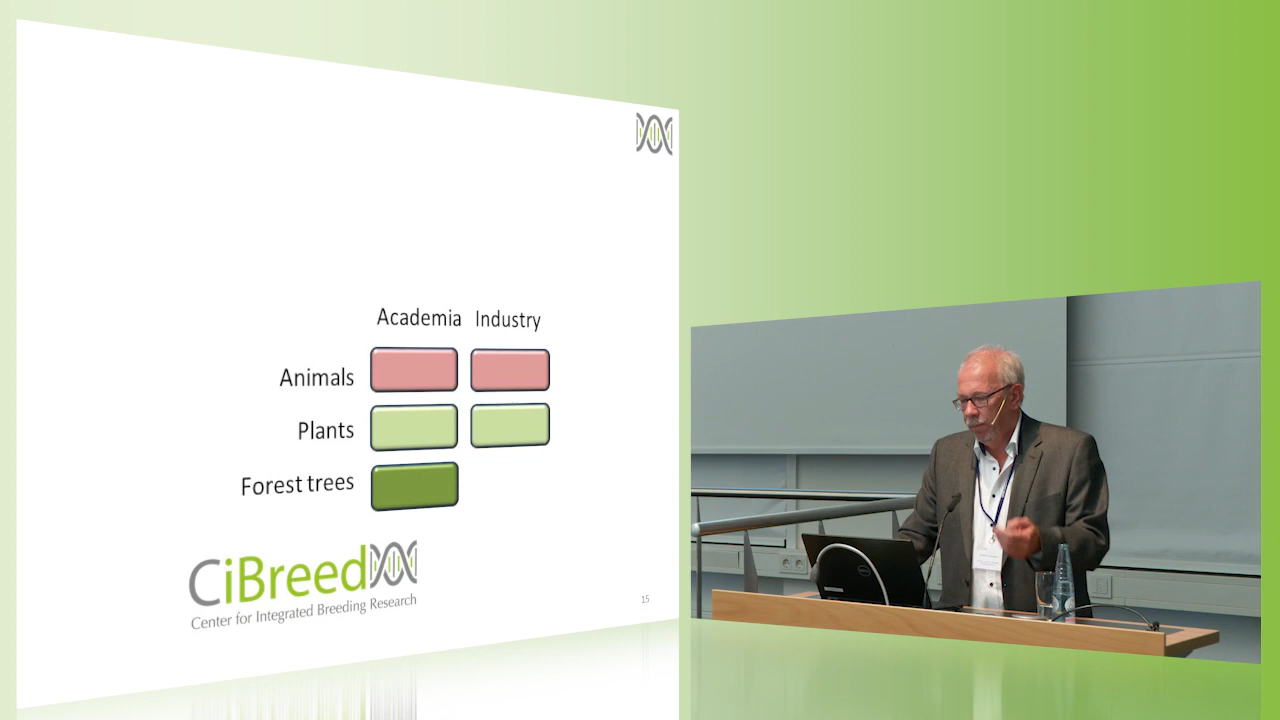 Academia Industry
Animals
Plants
Forest trees
CiBreed
Center for Integrated Breeding Research
15